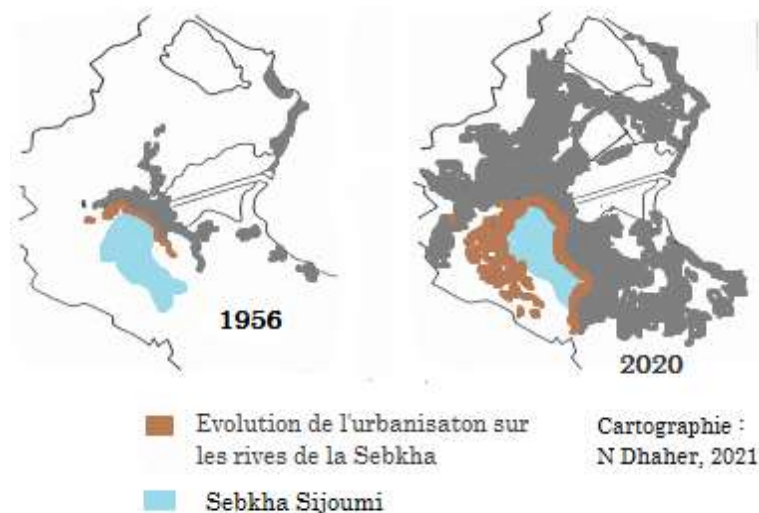 1956
2020
Evolution de l'urbanisaton sur
les rives de la Sebkha
Sebkha Sijoumi
Cartographie :
N Dhaher, 2021